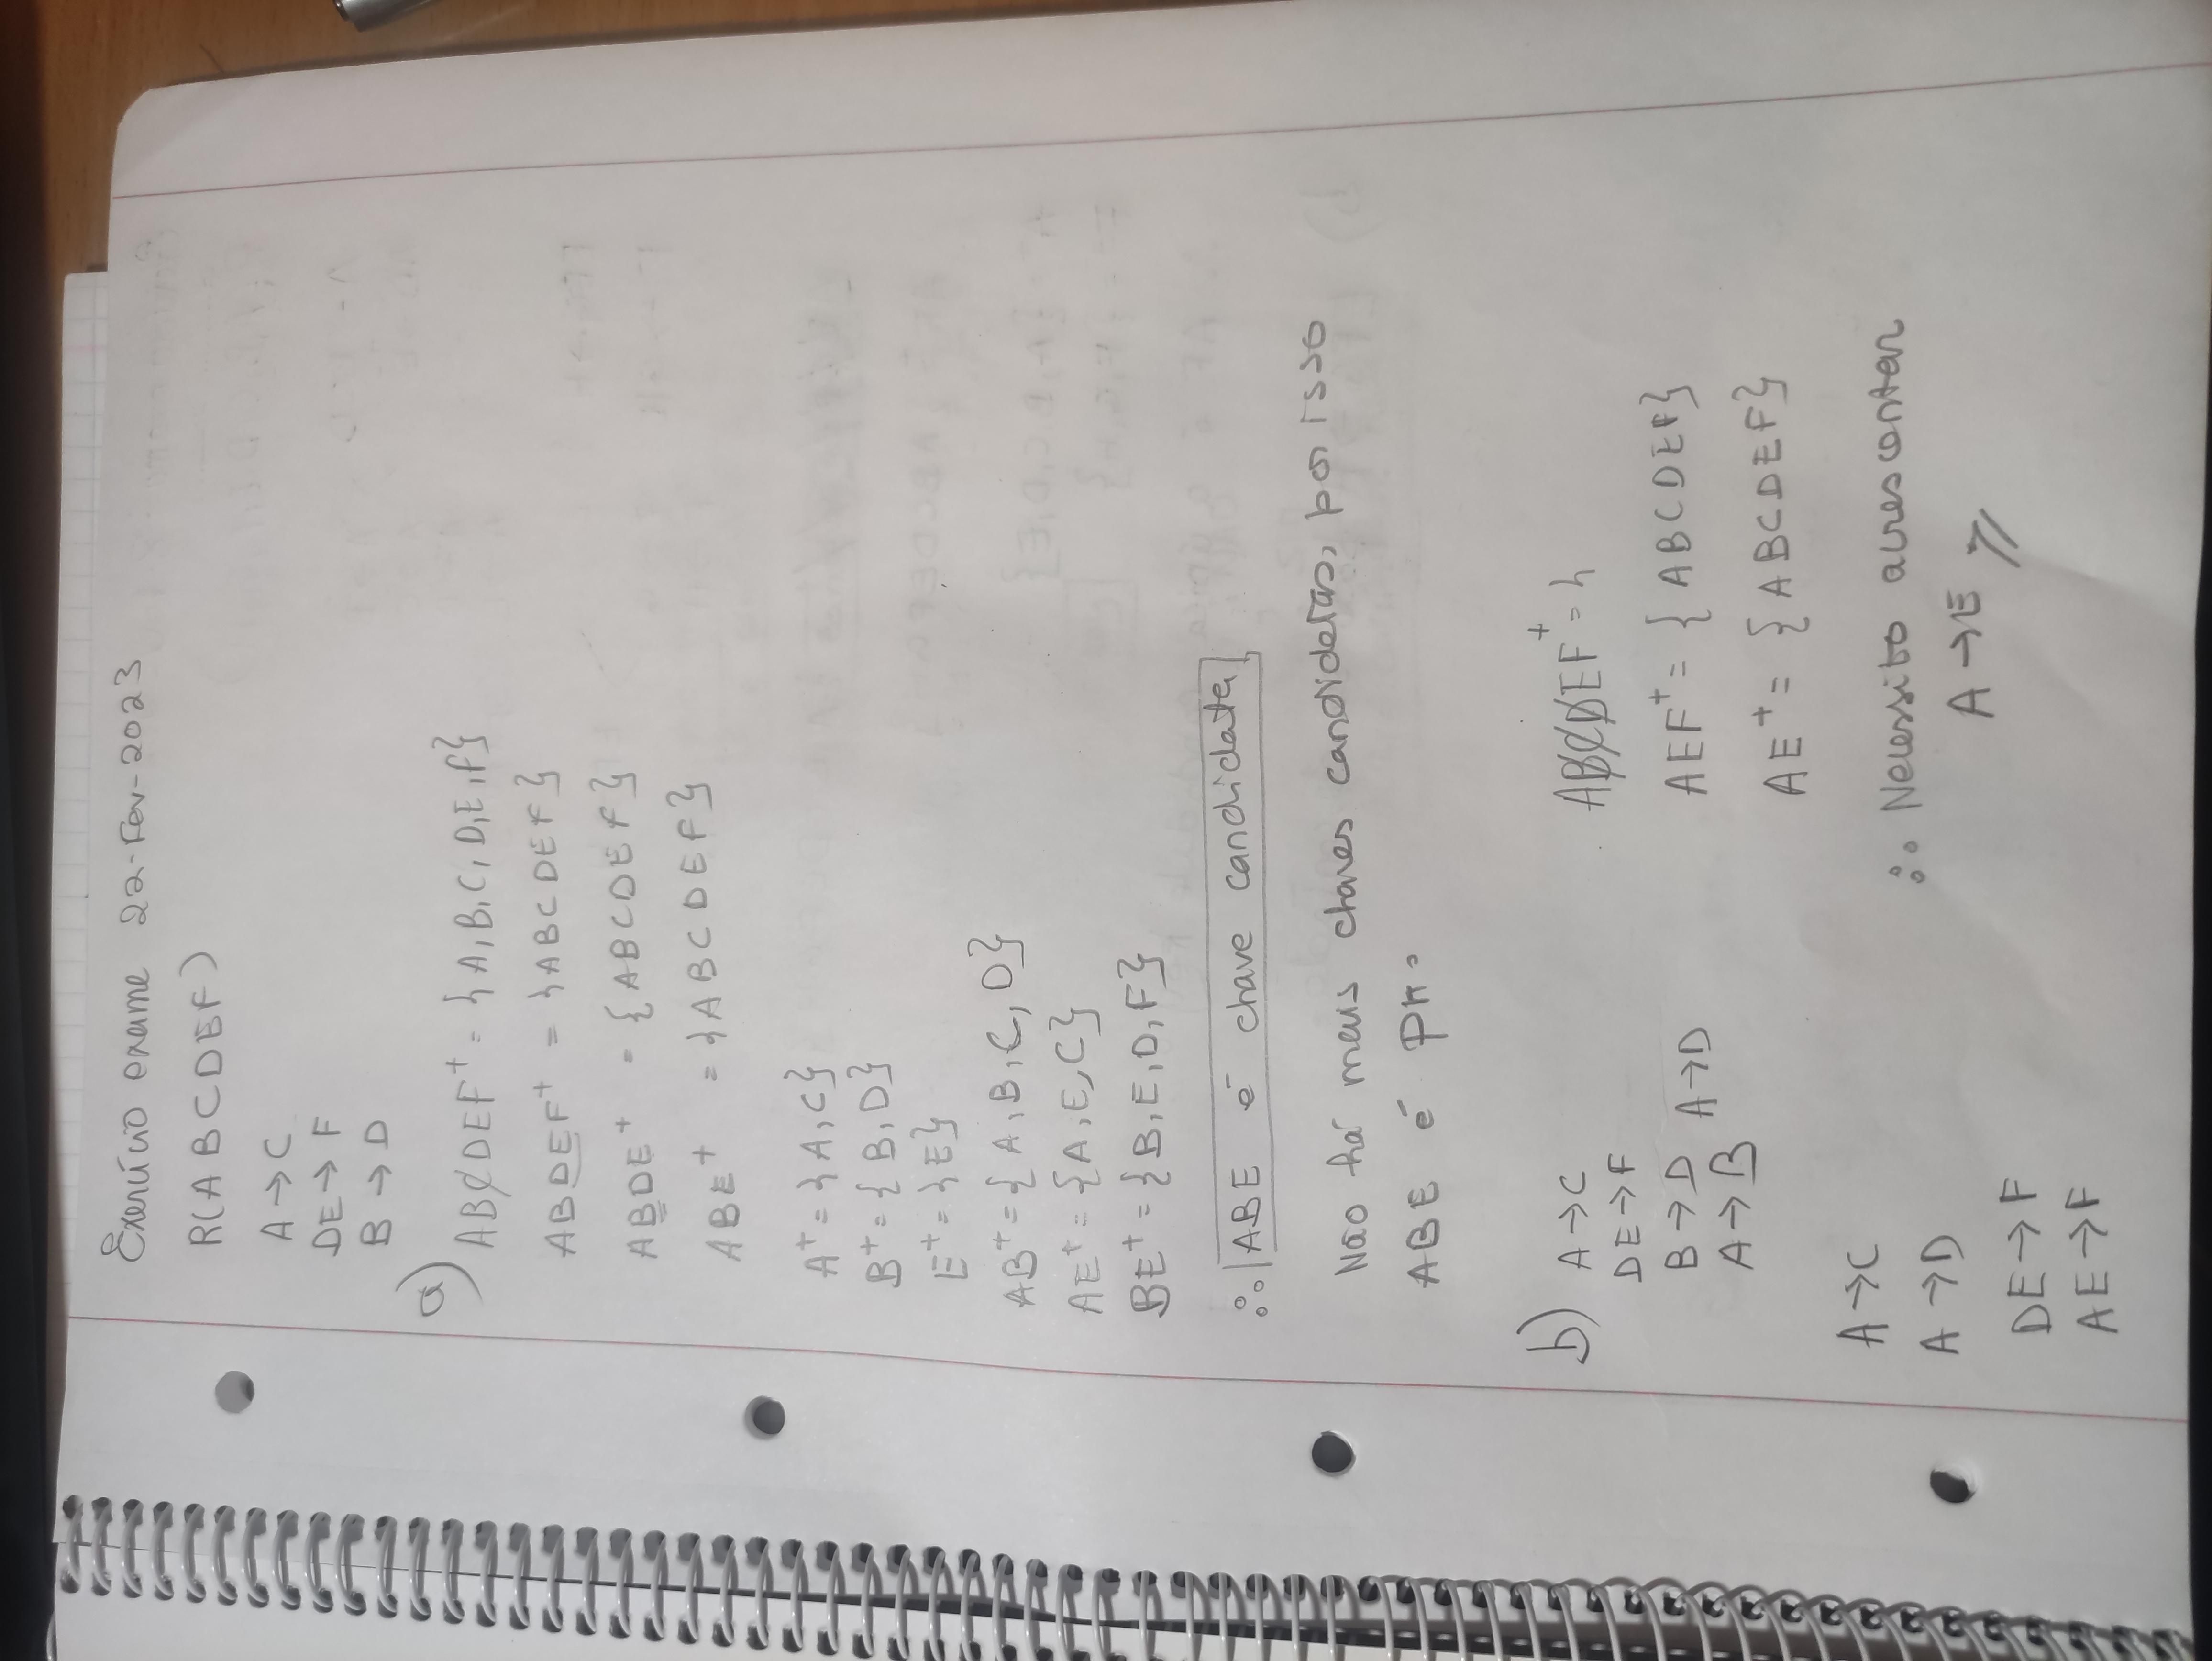 Exercício exame 22-Fev-2023
R(A B C D E F)
A → C
DE → F
B → D
a)
ABCDEF⁺ = {A, B, C, D, E, F}
ABDEF⁺ = {ABCDEF}
ABDE⁺ = {ABCDEF}
ABE⁺ = {ABCDEF}
A⁺ = {A, C}
B⁺ = {B, D}
E⁺ = {E}
AB⁺ = {A, B, C, D}
AE⁺ = {A, E, C}
BE⁺ = {B, E, D, F}
∴ ABE é chave candidata
Não há mais chaves candidatas, por isso
ABE é PK.
b)
A → C
DE → F
B → D A → D
A → B
A → C
A → D
DE → F
AE → F
ABCDEF⁺ = {
AEF⁺ = {ABCDEF}
AE⁺ = {ABCDEF}
∴ Necessito acrescentar
A → E //